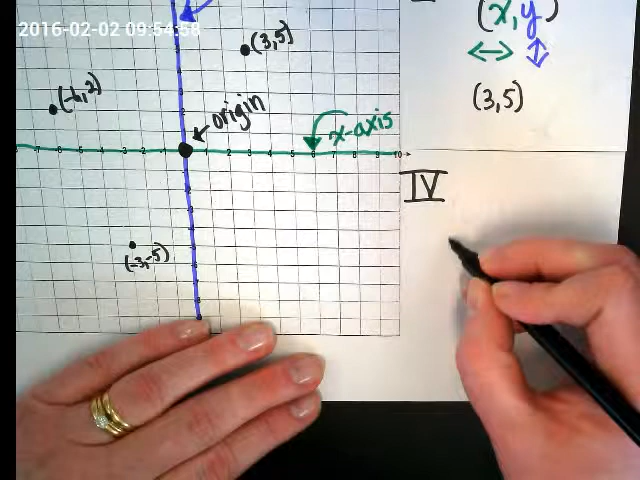 2016-02-02 09:54:58
(x,y)
(3,5)
(3,5)
(-6,2)
origin
x-axis
IV
(-3,-5)